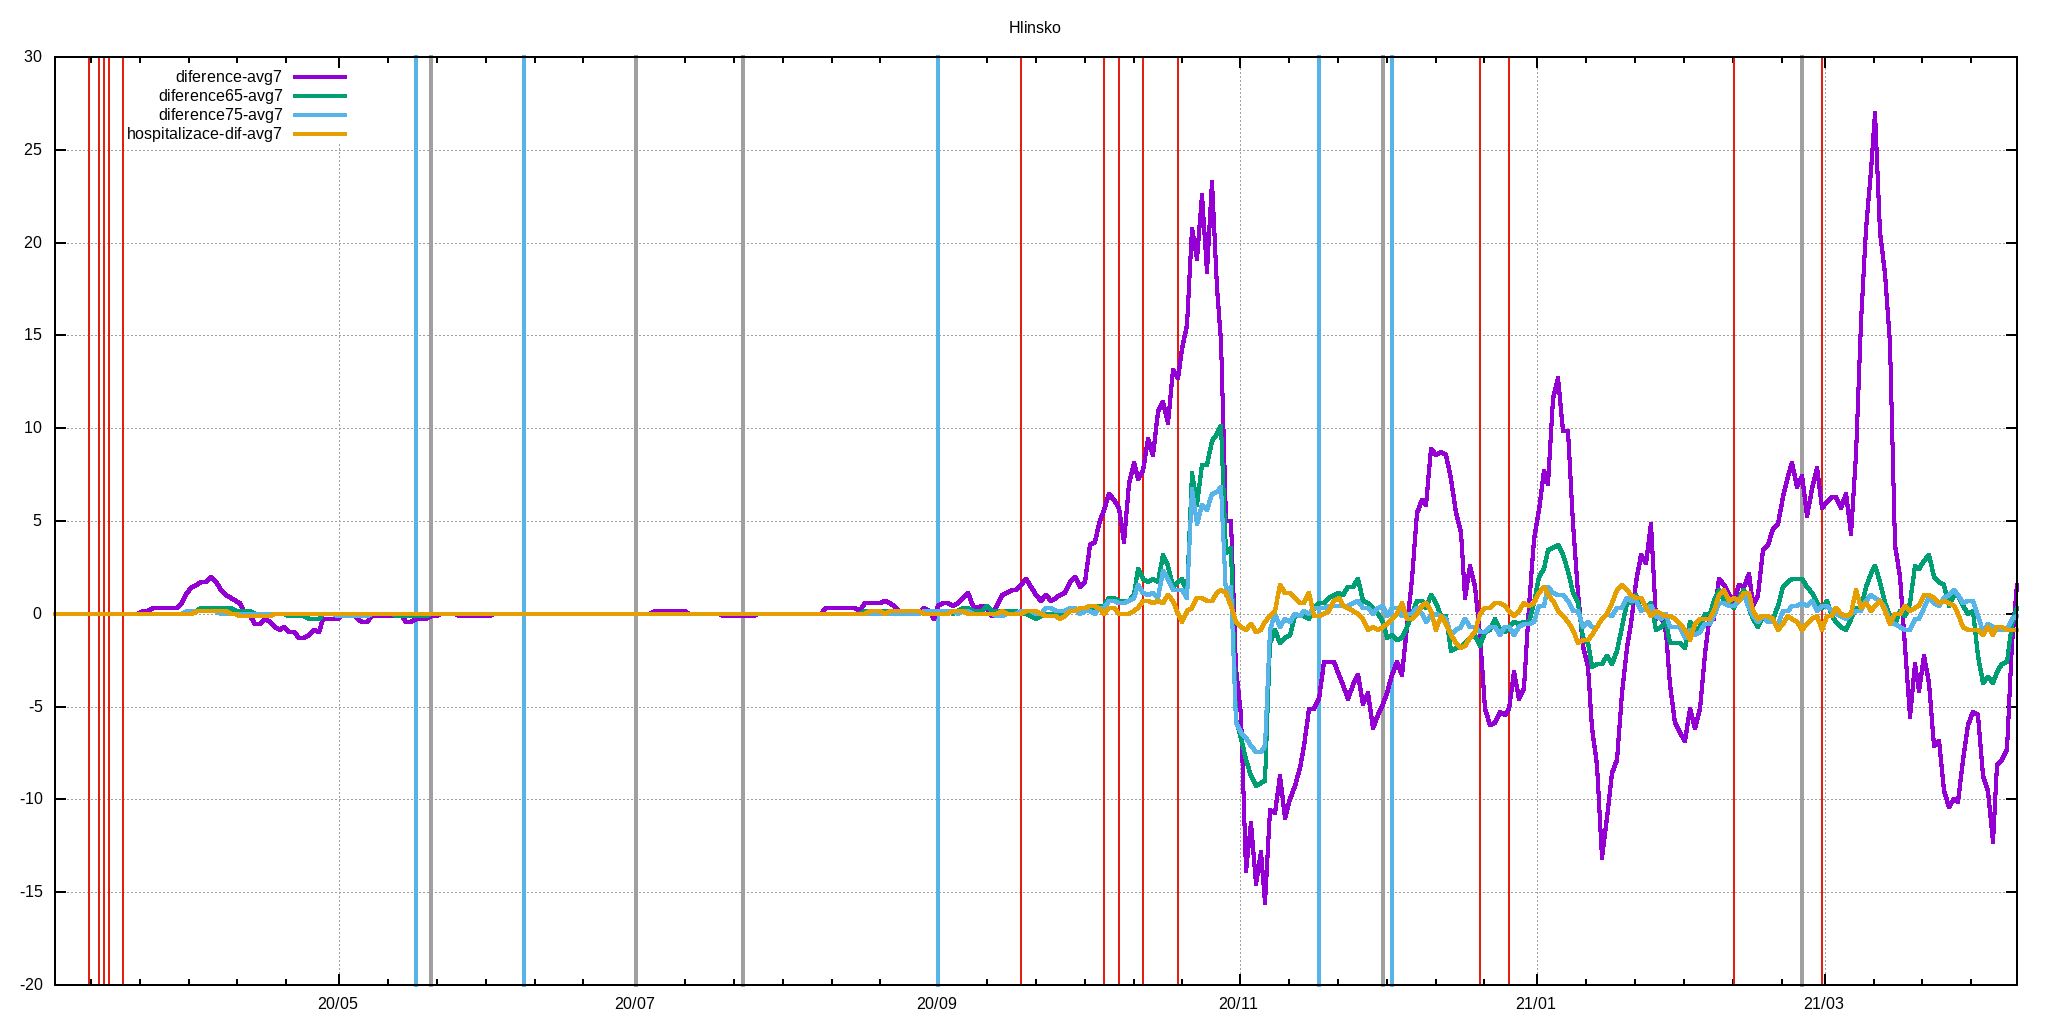 Hlinsko
30
diference-avg7
diference65-avg7
diference75-avg7
hospitalizace-dif-avg7
25
20
15
10
5
0
-5
-10
-15
-20
20/05 20/07 20/09 20/11 21/01 21/03